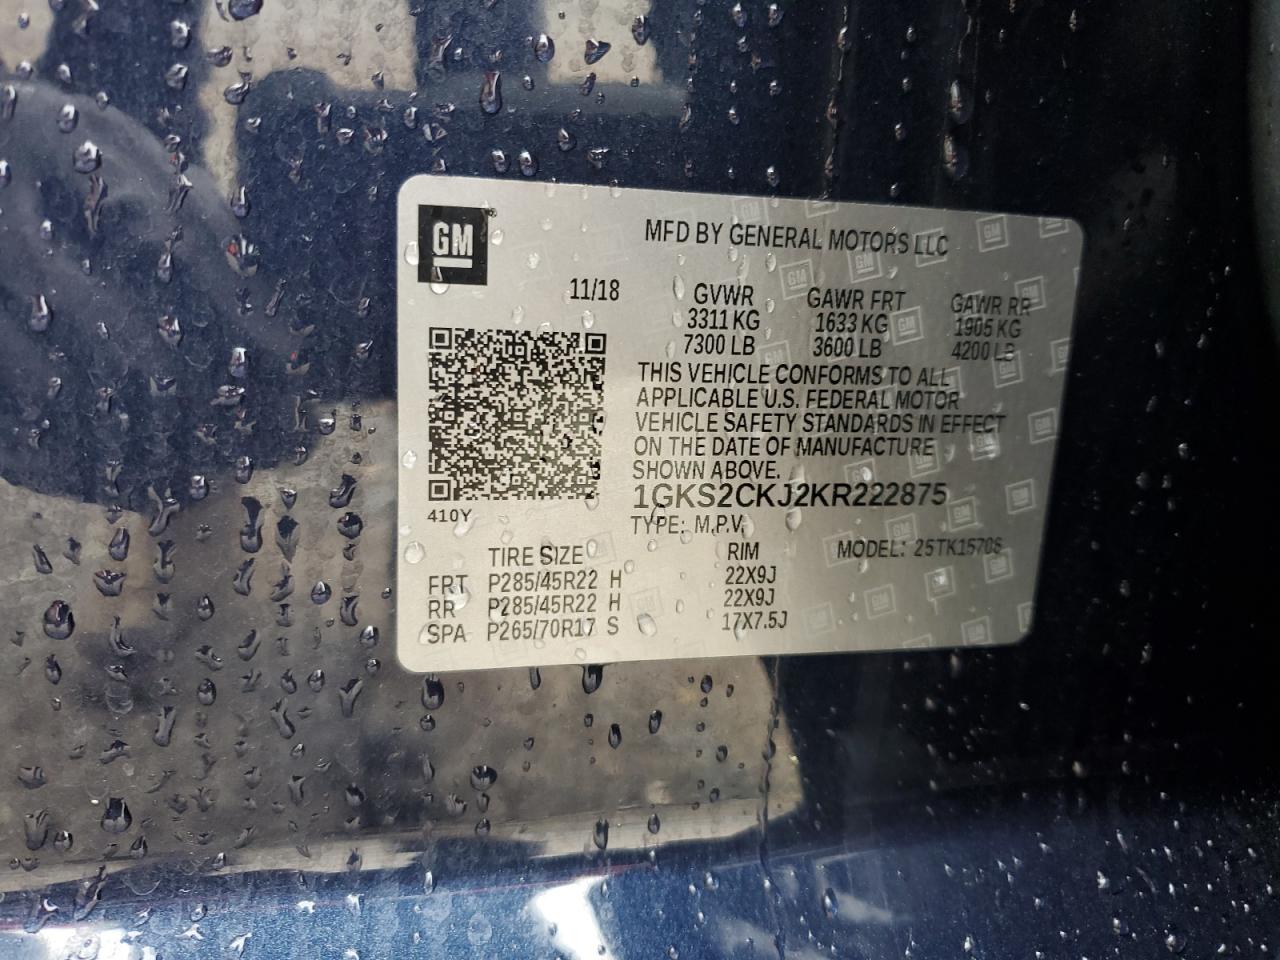 GM
MFD BY GENERAL MOTORS LLC
11/18 GVWR GAWR FRT GAWR RR
3311 KG 1633 KG 1905 KG
7300 LB 3600 LB 4200 LB
THIS VEHICLE CONFORMS TO ALL
APPLICABLE U.S. FEDERAL MOTOR
VEHICLE SAFETY STANDARDS IN EFFECT
ON THE DATE OF MANUFACTURE
SHOWN ABOVE.
1GKS2CKJ2KR222875
410Y
TYPE: M.P.V.
TIRE SIZE RIM MODEL: 25TK15706
FRT P285/45R22 H 22X9J
RR P285/45R22 H 22X9J
SPA P265/70R17 S 17X7.5J